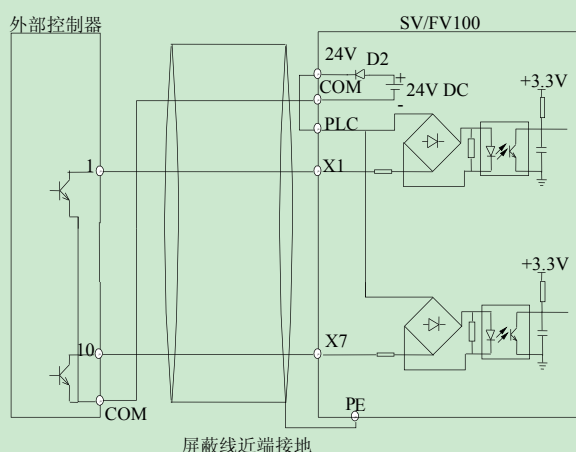 外部控制器
SV/FV100
24V
D2
+
24V DC
-
COM
PLC
+3.3V
1
X1
+3.3V
10
X7
COM
PE
屏蔽线近端接地